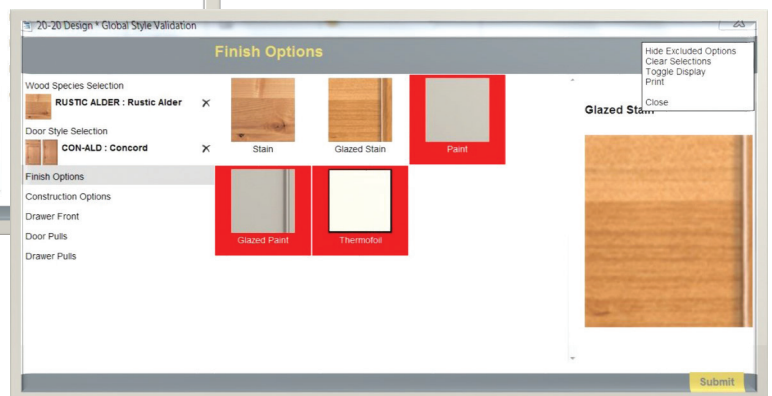 20-20 Design * Global Style Validation
Finish Options
Hide Excluded Options
Clear Selections
Toggle Display
Print
Close
Wood Species Selection
RUSTIC ALDER : Rustic Alder
Door Style Selection
CON-ALD : Concord
Finish Options
Construction Options
Drawer Front
Door Pulls
Drawer Pulls
Stain
Glazed Stain
Paint
Glazed Paint
Thermofoil
Glazed Stain
Submit